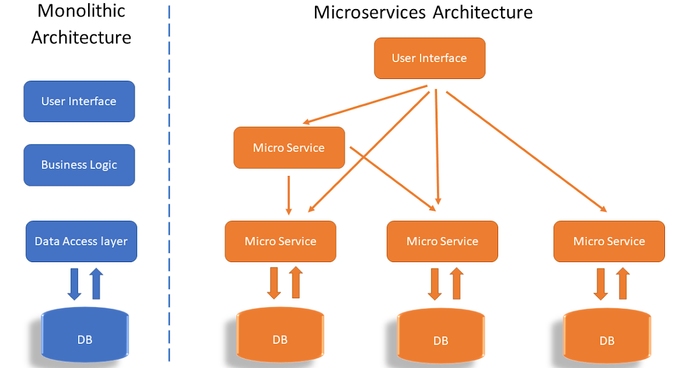 Monolithic
Architecture
User Interface
Business Logic
Data Access layer
DB
Microservices Architecture
User Interface
Micro Service
Micro Service
Micro Service
Micro Service
DB
DB
DB